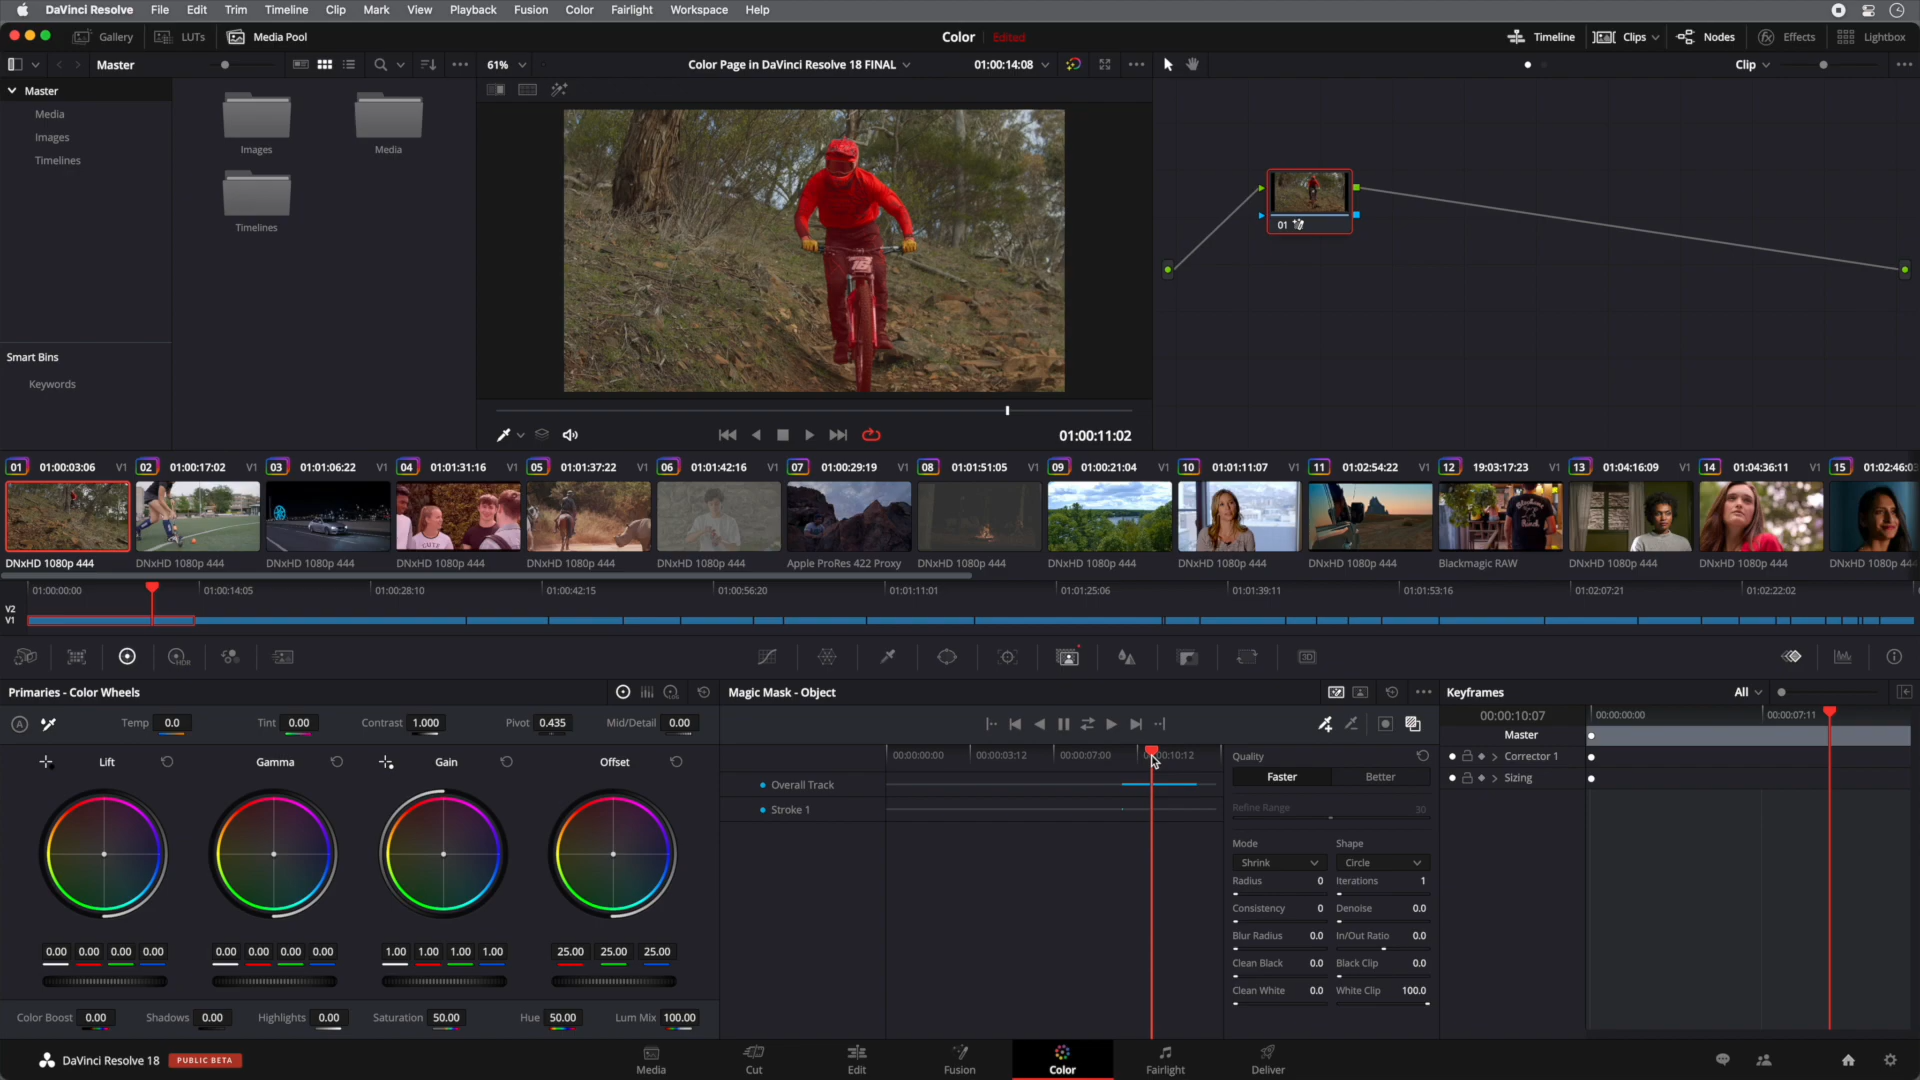 DaVinci Resolve File Edit Trim Timeline Clip Mark View Playback Fusion Color Fairlight Workspace Help
Gallery LUTs Media Pool Color Edited Timeline Clips Nodes Effects Lightbox
Master 61% Color Page in DaVinci Resolve 18 FINAL 01:00:14:08 Clip
Master
Media
Images
Timelines
Images Media
Timelines
18
01
Smart Bins
Keywords
01:00:11:02
01 01:00:03:06 V1 02 01:00:17:02 V1 03 01:01:06:22 V1 04 01:01:31:16 V1 05 01:01:37:22 V1 06 01:01:42:16 V1 07 01:00:29:19 V1 08 01:01:51:05 V1 09 01:00:21:04 V1 10 01:01:11:07 V1 11 01:02:54:22 V1 12 19:03:17:23 V1 13 01:04:16:09 V1 14 01:04:36:11 V1 15 01:02:46:0
DNxHD 1080p 444 DNxHD 1080p 444 DNxHD 1080p 444 DNxHD 1080p 444 DNxHD 1080p 444 DNxHD 1080p 444 Apple ProRes 422 Proxy DNxHD 1080p 444 DNxHD 1080p 444 DNxHD 1080p 444 DNxHD 1080p 444 Blackmagic RAW DNxHD 1080p 444 DNxHD 1080p 444 DNxHD 1080p 444
01:00:00:00 01:00:14:05 01:00:28:10 01:00:42:15 01:00:56:20 01:01:11:01 01:01:25:06 01:01:39:11 01:01:53:16 01:02:07:21 01:02:22:02
V2
V1
HDR 3D
Primaries - Color Wheels LOG Magic Mask - Object Keyframes All
A Temp 0.0 Tint 0.00 Contrast 1.000 Pivot 0.435 Mid/Detail 0.00
00:00:10:07 00:00:00:00 00:00:07:11
Master
Corrector 1
Sizing
Lift Gamma Gain Offset
00:00:00:00 00:00:03:12 00:00:07:00 00:10:12
Overall Track
Stroke 1
Quality
Faster Better
Refine Range 30
Mode Shape
Shrink Circle
Radius 0 Iterations 1
Consistency 0 Denoise 0.0
Blur Radius 0.0 In/Out Ratio 0.0
Clean Black 0.0 Black Clip 0.0
Clean White 0.0 White Clip 100.0
0.00 0.00 0.00 0.00 0.00 0.00 0.00 0.00 1.00 1.00 1.00 1.00 25.00 25.00 25.00
Color Boost 0.00 Shadows 0.00 Highlights 0.00 Saturation 50.00 Hue 50.00 Lum Mix 100.00
DaVinci Resolve 18 PUBLIC BETA Media Cut Edit Fusion Color Fairlight Deliver